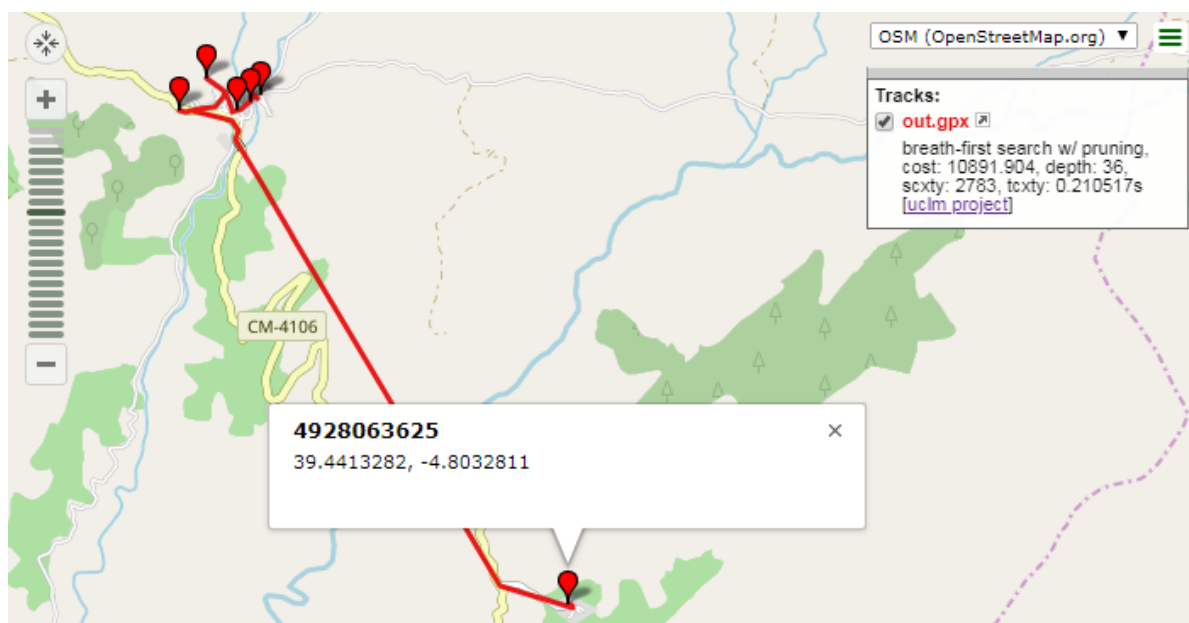 OSM (OpenStreetMap.org) ▼
Tracks:
out.gpx
breath-first search w/ pruning,
cost: 10891.904, depth: 36,
scxty: 2783, tcxty: 0.210517s
[uclm project]
CM-4106
4928063625
39.4413282, -4.8032811